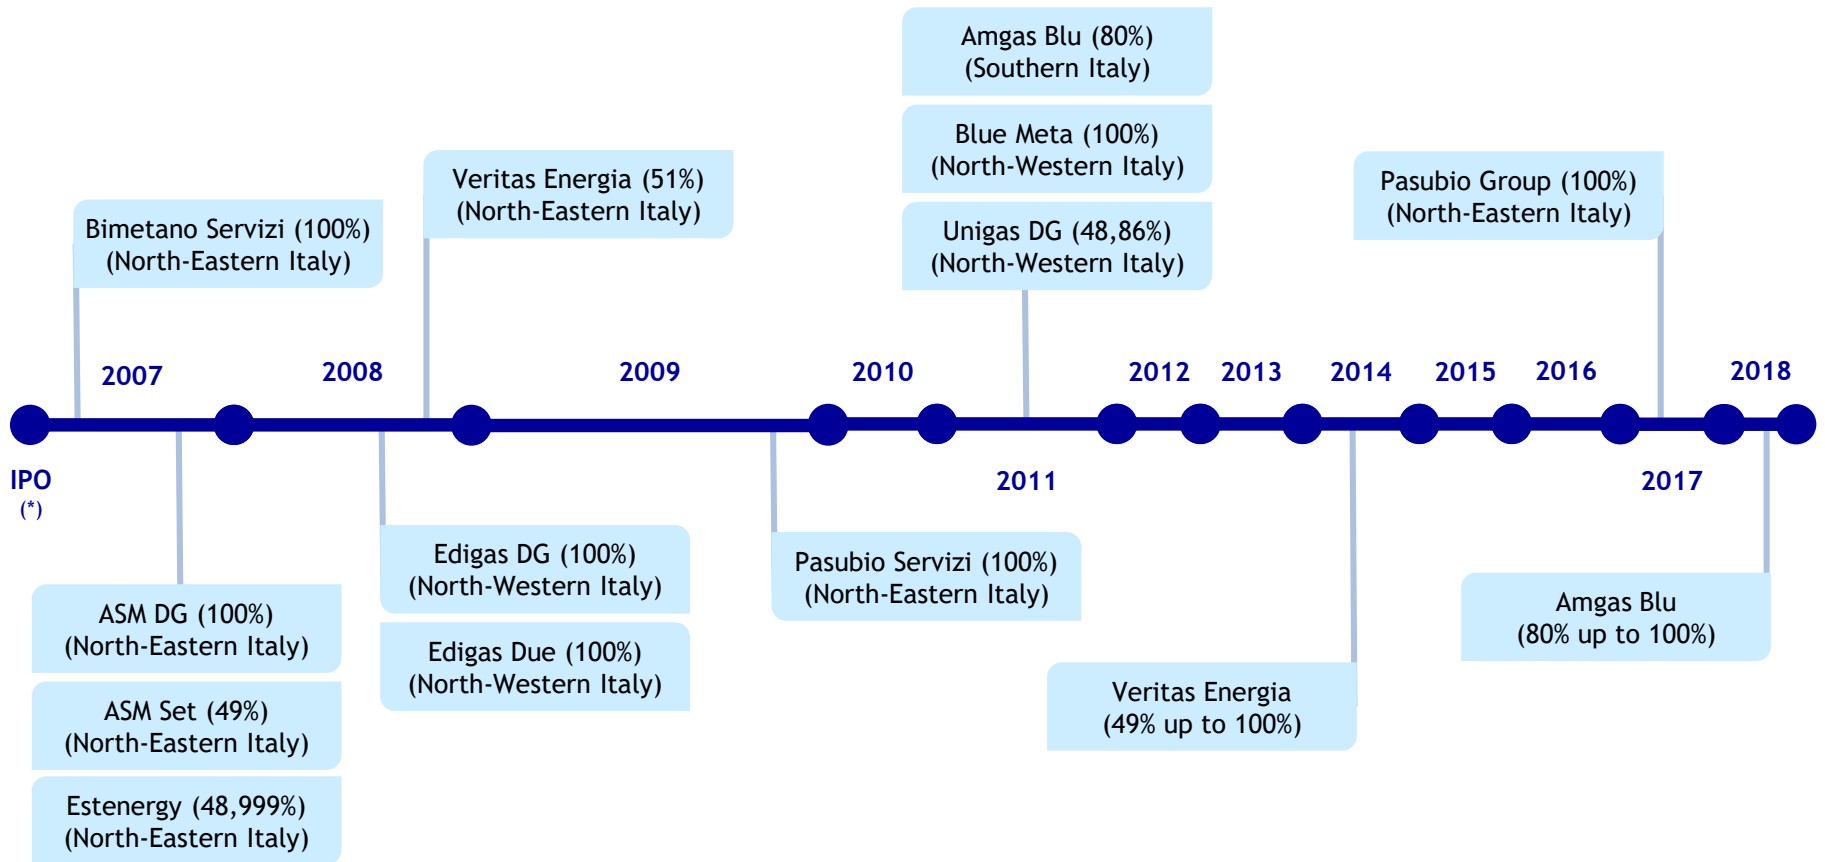 Amgas Blu (80%)
(Southern Italy)
Blue Meta (100%)
(North-Western Italy)
Unigas DG (48,86%)
(North-Western Italy)
Veritas Energia (51%)
(North-Eastern Italy)
Pasubio Group (100%)
(North-Eastern Italy)
Bimetano Servizi (100%)
(North-Eastern Italy)
2007
2008
2009
2010
2012
2013
2014
2015
2016
2018
IPO
(*)
2011
2017
Edigas DG (100%)
(North-Western Italy)
Edigas Due (100%)
(North-Western Italy)
Pasubio Servizi (100%)
(North-Eastern Italy)
ASM DG (100%)
(North-Eastern Italy)
ASM Set (49%)
(North-Eastern Italy)
Estenergy (48,999%)
(North-Eastern Italy)
Veritas Energia
(49% up to 100%)
Amgas Blu
(80% up to 100%)